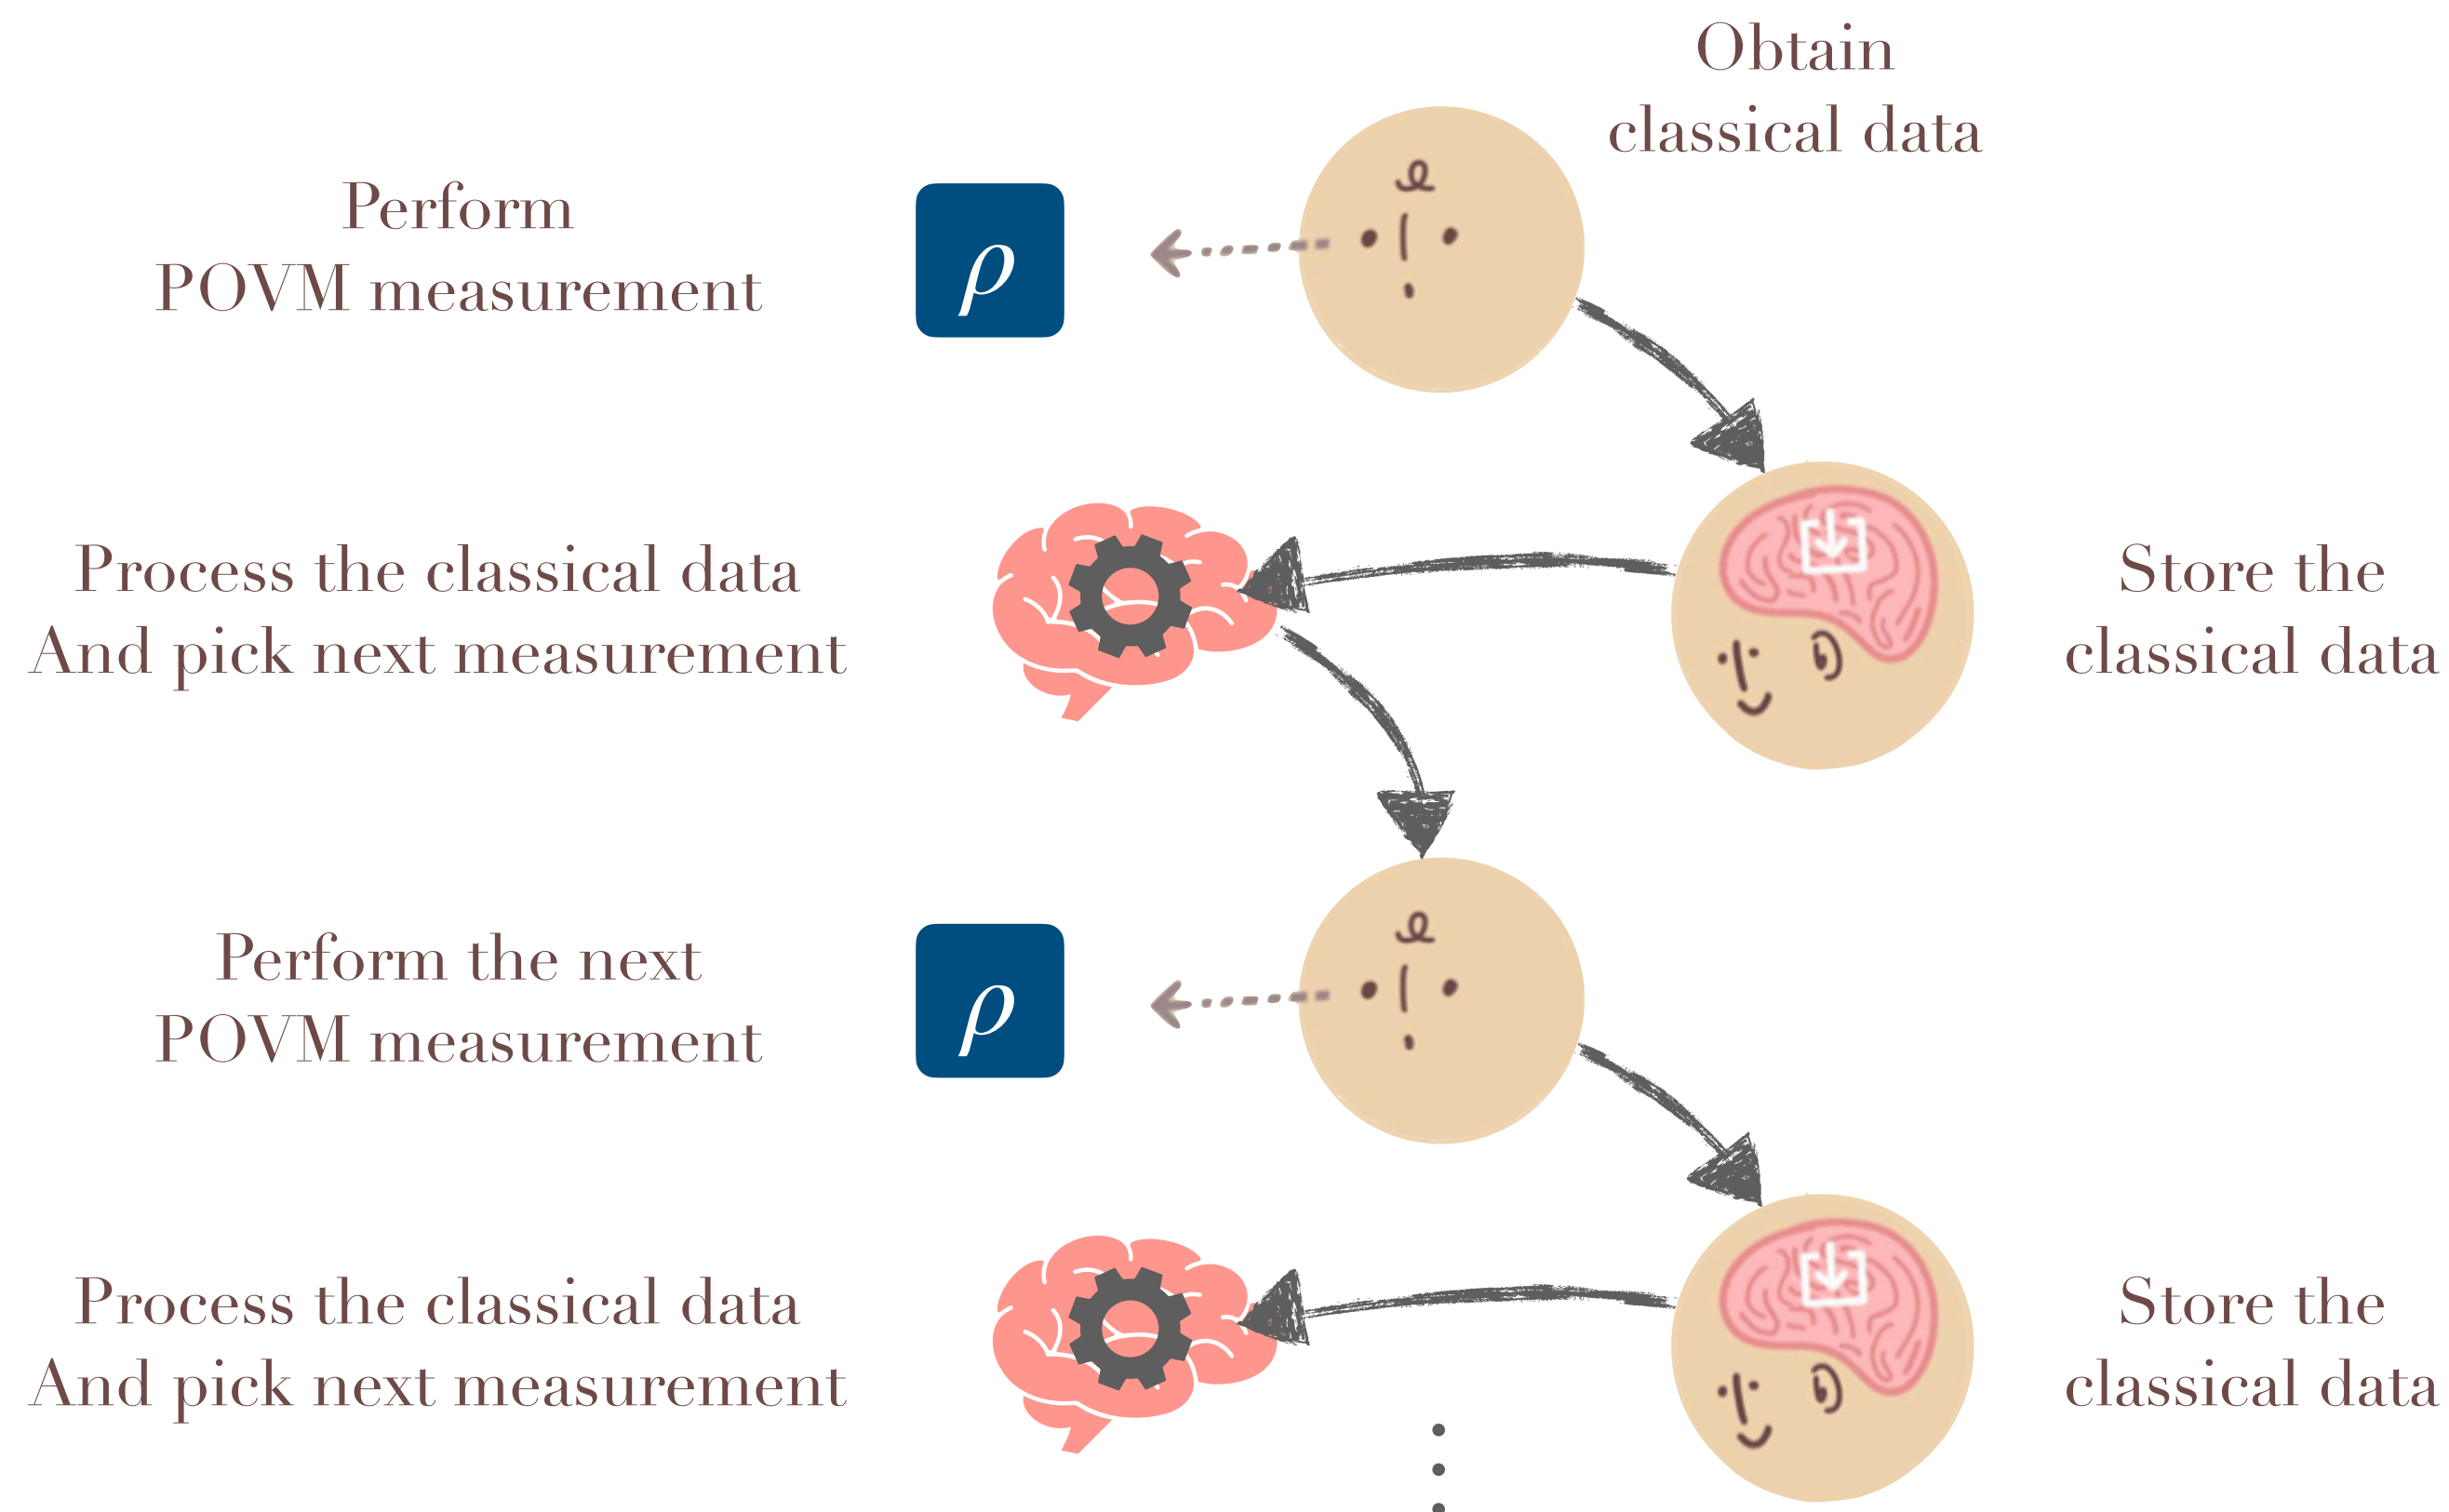 Obtain
classical data
Perform
POVM measurement
ρ
Process the classical data
And pick next measurement
Store the
classical data
Perform the next
POVM measurement
ρ
Process the classical data
And pick next measurement
Store the
classical data